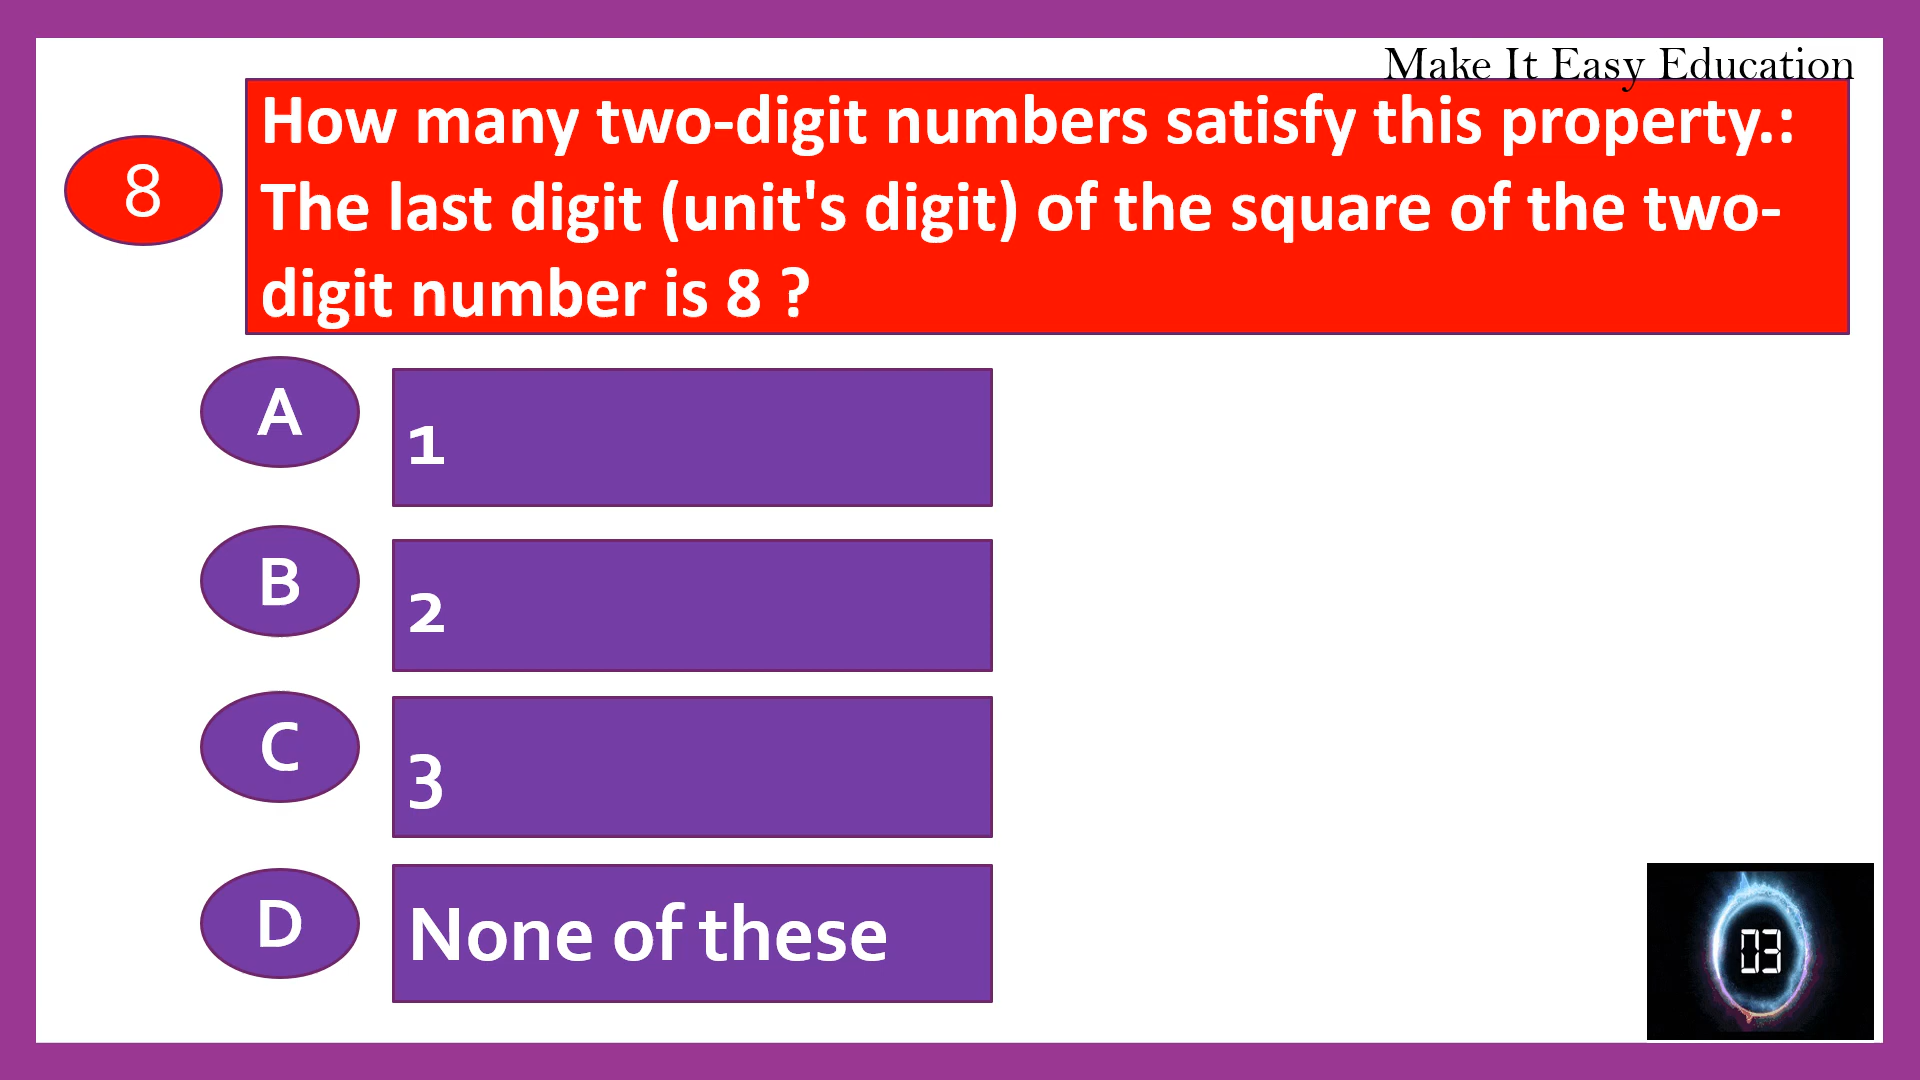 Make It Easy Education
8
How many two-digit numbers satisfy this property.:
The last digit (unit's digit) of the square of the two-
digit number is 8 ?
A
1
B
2
C
3
D
None of these
03